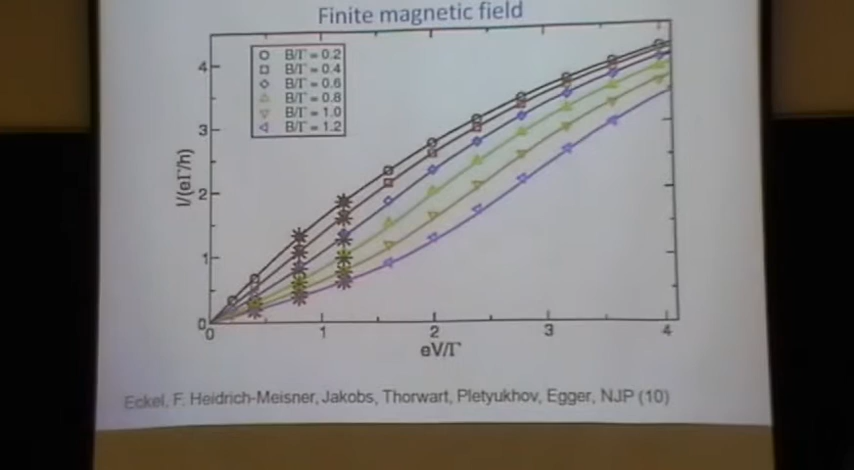 Finite magnetic field
B/Γ = 0.2
B/Γ = 0.4
B/Γ = 0.6
B/Γ = 0.8
B/Γ = 1.0
B/Γ = 1.2
I/(eΓ/h)
4
3
2
1
0
0 1 2 3 4
eV/Γ
Eckel, F. Heidrich-Meisner, Jakobs, Thorwart, Pletyukhov, Egger, NJP (10)